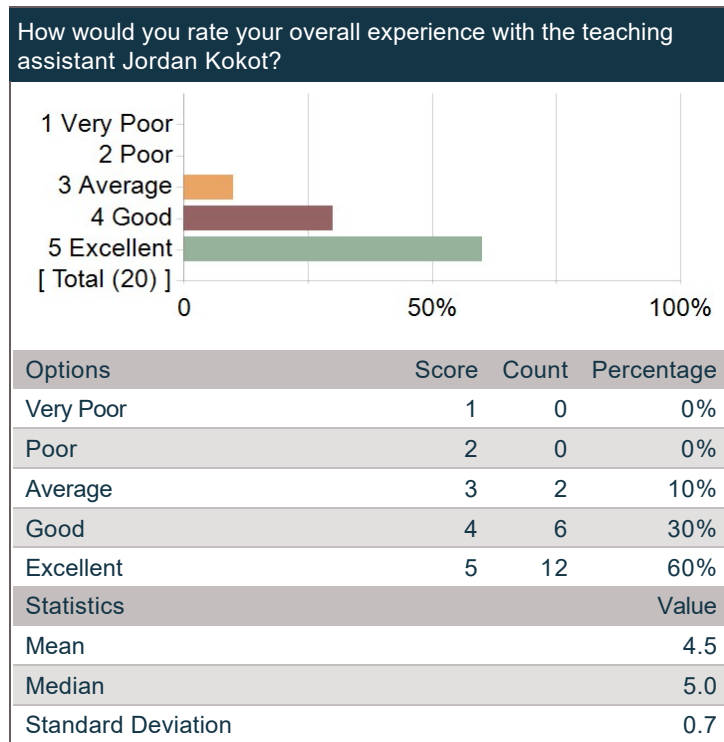 How would you rate your overall experience with the teaching
assistant Jordan Kokot?
1 Very Poor
2 Poor
3 Average
4 Good
5 Excellent
[ Total (20) ]
0 50% 100%
Options Score Count Percentage
Very Poor 1 0 0%
Poor 2 0 0%
Average 3 2 10%
Good 4 6 30%
Excellent 5 12 60%
Statistics Value
Mean 4.5
Median 5.0
Standard Deviation 0.7